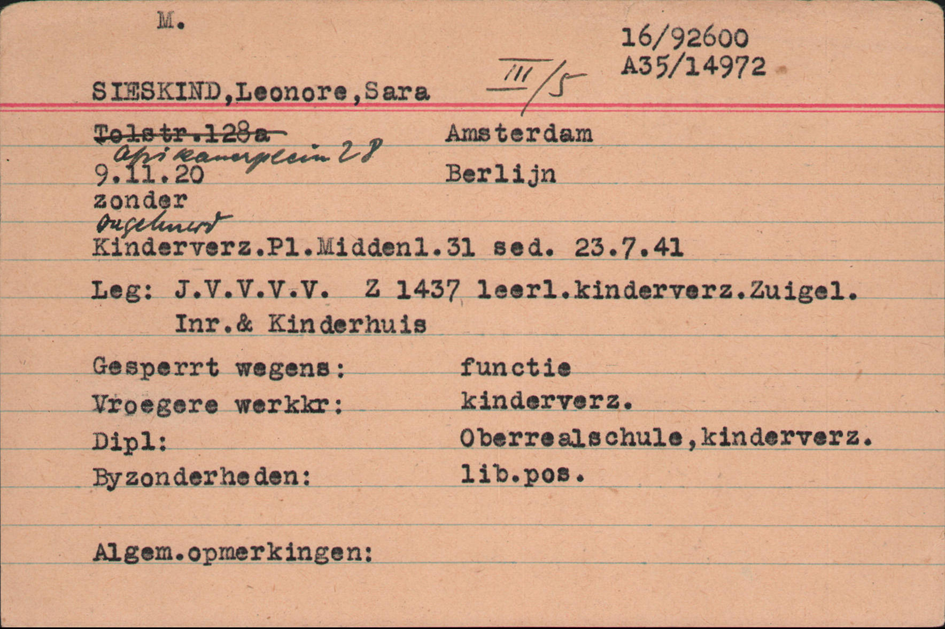 M.
16/92600
A35/14972
III/5
SIESKIND,Leonore,Sara
Tolstr.128a Amsterdam
Afrikanerplein 28
9.11.20 Berlijn
zonder
ongehuwd
Kinderverz.Pl.Middenl.31 sed. 23.7.41
Leg: J.V.V.V.V. Z 1437 leerl.kinderverz.Zuigel.
Inr.& Kinderhuis
Gesperrt wegens: functie
Vroegere werkkr: kinderverz.
Dipl: Oberrealschule,kinderverz.
Byzonderheden: lib.pos.
Algem.opmerkingen: